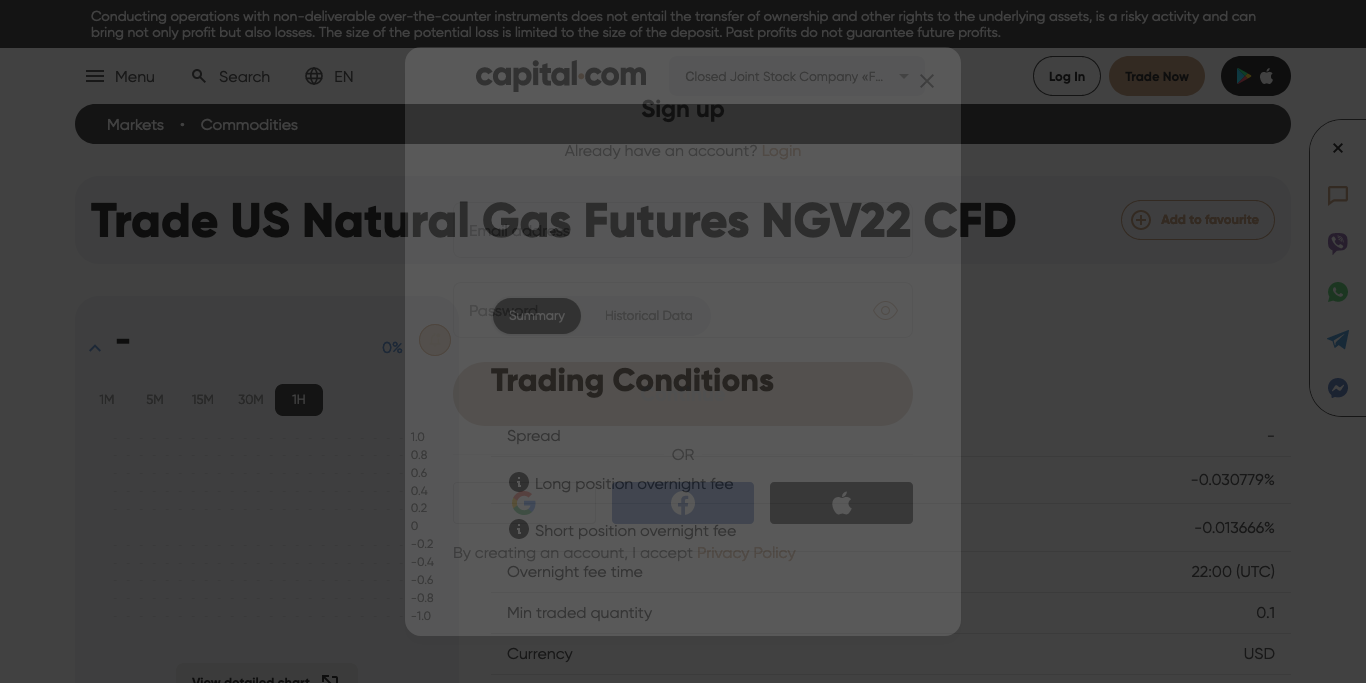 Conducting operations with non-deliverable over-the-counter instruments does not entail the transfer of ownership and other rights to the underlying assets, is a risky activity and can
bring not only profit but also losses. The size of the potential loss is limited to the size of the deposit. Past profits do not guarantee future profits.
Menu Search EN
capital.com
Closed Joint Stock Company «F...
Log In Trade Now
Sign up
Markets • Commodities
Already have an account? Login
Trade US Natural Gas Futures NGV22 CFD
Email address
Add to favourite
Password
Summary Historical Data
- 0%
1M 5M 15M 30M 1H
Trading Conditions
1.0
0.8
0.6
0.4
0.2
0
-0.2
-0.4
-0.6
-0.8
-1.0
Spread -
OR
Long position overnight fee -0.030779%
Short position overnight fee -0.013666%
By creating an account, I accept Privacy Policy
Overnight fee time 22:00 (UTC)
Min traded quantity 0.1
Currency USD
View detailed chart